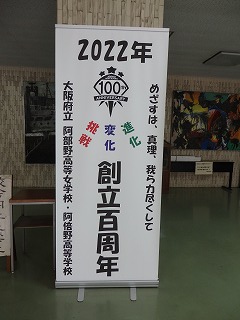 2022年
100th
ANNIVERSARY
めざすは、真理、我ら力尽して
進化
変化
挑戦
創立百周年
大阪府立 阿部野高等女学校・阿倍野高等学校